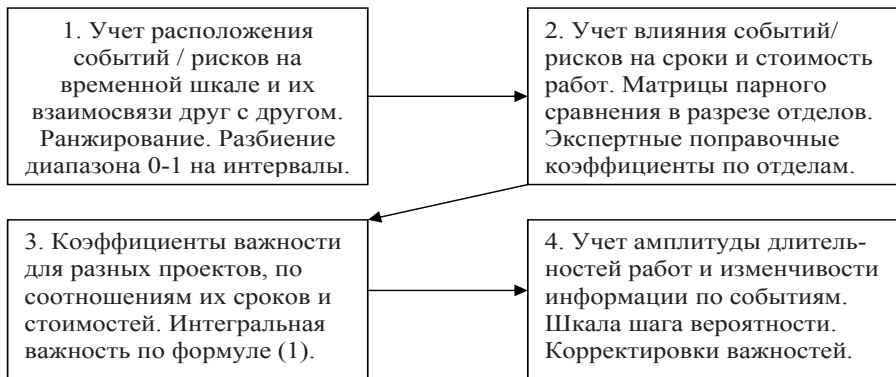 1. Учет расположения
событий / рисков на
временной шкале и их
взаимосвязи друг с другом.
Ранжирование. Разбиение
диапазона 0-1 на интервалы.
2. Учет влияния событий/
рисков на сроки и стоимость
работ. Матрицы парного
сравнения в разрезе отделов.
Экспертные поправочные
коэффициенты по отделам.
3. Коэффициенты важности
для разных проектов, по
соотношениям их сроков и
стоимостей. Интегральная
важность по формуле (1).
4. Учет амплитуды длитель-
ностей работ и изменчивости
информации по событиям.
Шкала шага вероятности.
Корректировки важностей.